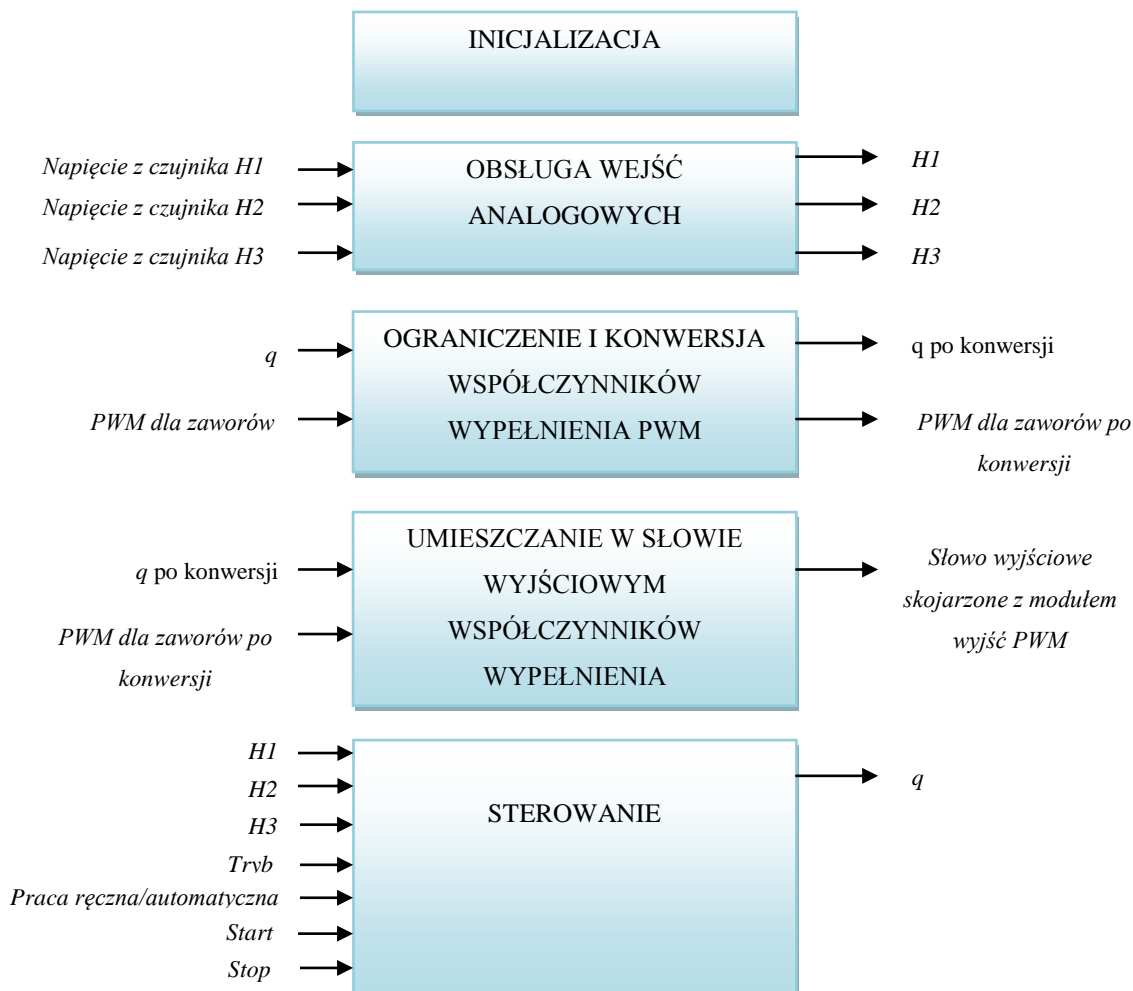 INICJALIZACJA
Napięcie z czujnika H1
Napięcie z czujnika H2
Napięcie z czujnika H3
OBSŁUGA WEJŚĆ
ANALOGOWYCH
H1
H2
H3
q
PWM dla zaworów
OGRANICZENIE I KONWERSJA
WSPÓŁCZYNNIKÓW
WYPEŁNIENIA PWM
q po konwersji
PWM dla zaworów po
konwersji
q po konwersji
PWM dla zaworów po
konwersji
UMIESZCZANIE W SŁOWIE
WYJŚCIOWYM
WSPÓŁCZYNNIKÓW
WYPEŁNIENIA
Słowo wyjściowe
skojarzone z modułem
wyjść PWM
H1
H2
H3
Tryb
Praca ręczna/automatyczna
Start
Stop
STEROWANIE
q